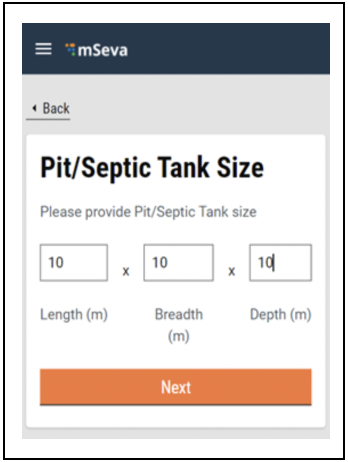 mSeva
Back
Pit/Septic Tank Size
Please provide Pit/Septic Tank size
10 x 10 x 10
Length (m) Breadth (m) Depth (m)
Next